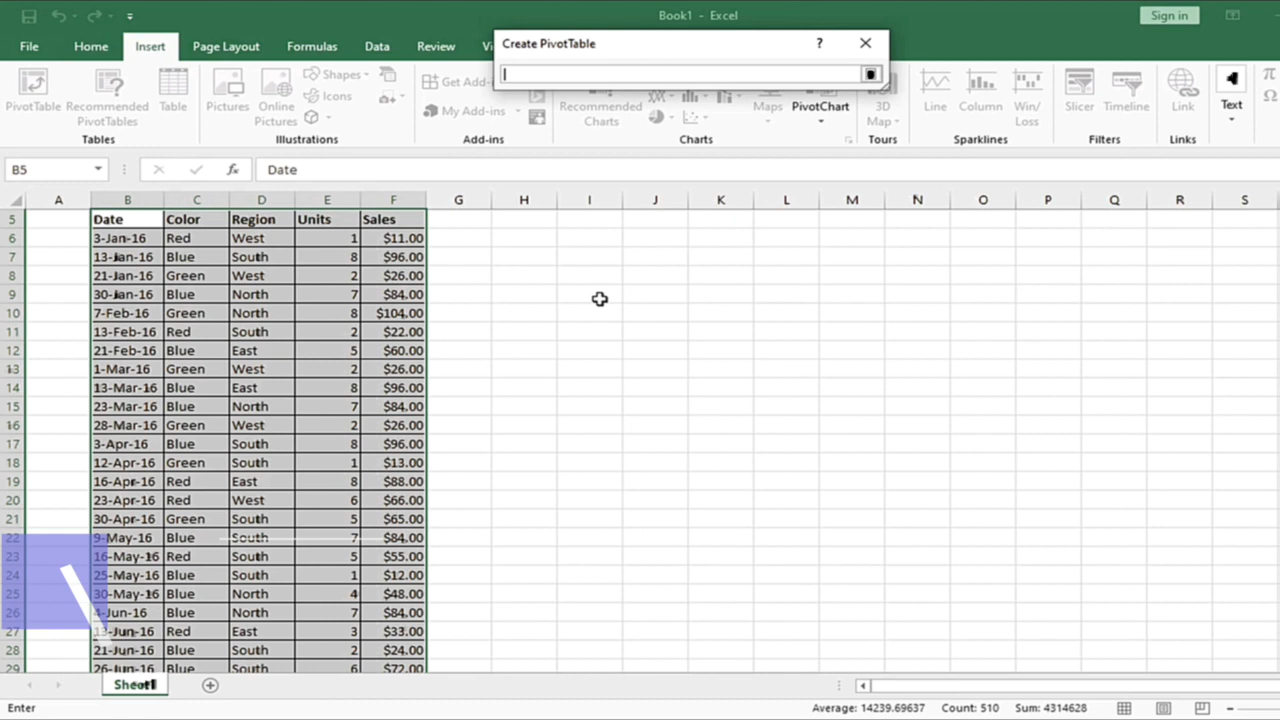 Book1 - Excel
Sign in
File Home Insert Page Layout Formulas Data Review
Create PivotTable ?
PivotTable Recommended PivotTables Table
Tables
Pictures Online Pictures Shapes Icons
Illustrations
My Add-ins
Add-ins
Recommended Charts Maps PivotChart
Charts
3D Map
Tours
Line Column Win/ Loss
Sparklines
Slicer Timeline
Filters
Link
Links
Text
π
Ω
B5 fx Date
A B C D E F G H I J K L M Ñ O P Q R S
5 Date Color Region Units Sales
6 3-Jan-16 Red West 1 $11.00
7 13-Jan-16 Blue South 8 $96.00
8 21-Jan-16 Green West 2 $26.00
9 30-Jan-16 Blue North 7 $84.00
10 7-Feb-16 Green North 8 $104.00
11 13-Feb-16 Red South 2 $22.00
12 21-Feb-16 Blue East 5 $60.00
13 1-Mar-16 Green West 2 $26.00
14 13-Mar-16 Blue East 8 $96.00
15 23-Mar-16 Blue North 7 $84.00
16 28-Mar-16 Green West 2 $26.00
17 3-Apr-16 Blue South 8 $96.00
18 12-Apr-16 Green South 1 $13.00
19 16-Apr-16 Red East 8 $88.00
20 23-Apr-16 Red West 6 $66.00
21 30-Apr-16 Green South 5 $65.00
22 9-May-16 Blue South 7 $84.00
23 16-May-16 Red South 5 $55.00
24 25-May-16 Blue South 1 $12.00
25 30-May-16 Blue North 4 $48.00
26 4-Jun-16 Blue North 7 $84.00
27 13-Jun-16 Red East 3 $33.00
28 21-Jun-16 Blue South 2 $24.00
29 26-Jun-16 Blue South 6 $72.00
Sheet1
Enter Average: 14239.69637 Count: 510 Sum: 4314628